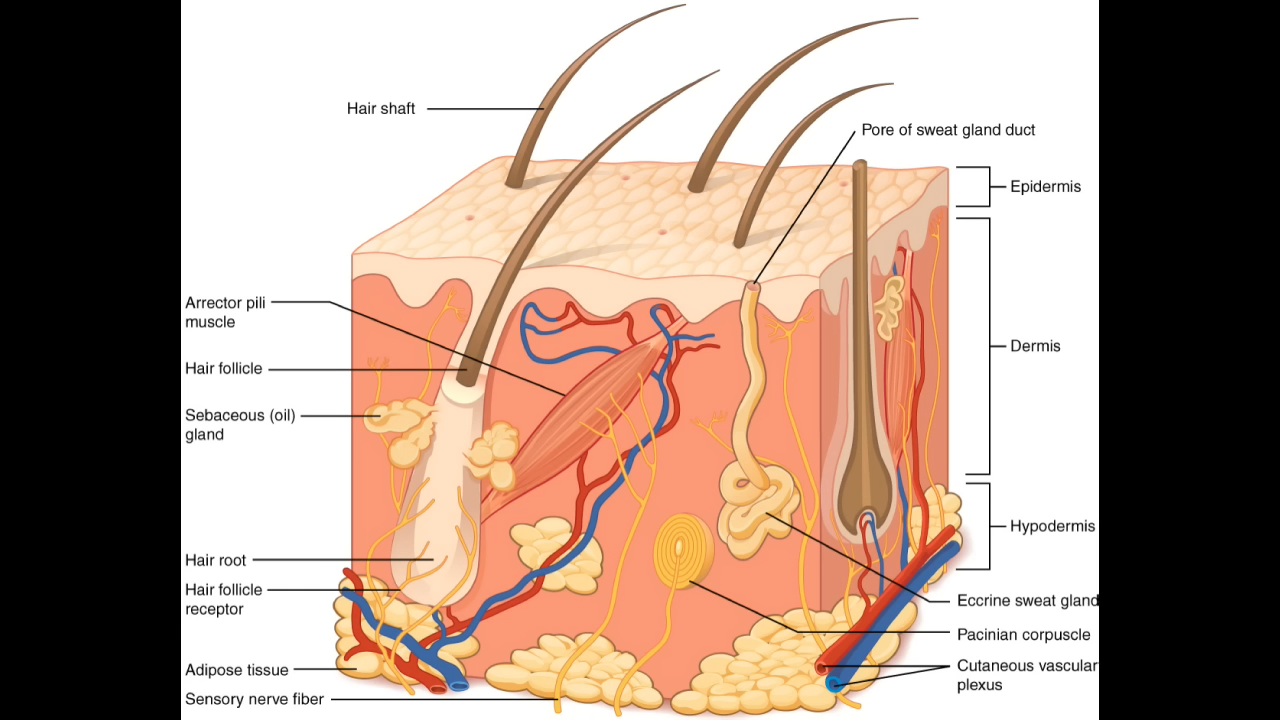 Hair shaft
Pore of sweat gland duct
Epidermis
Arrector pili
muscle
Dermis
Hair follicle
Sebaceous (oil)
gland
Hypodermis
Hair root
Hair follicle
receptor
Eccrine sweat gland
Pacinian corpuscle
Adipose tissue
Cutaneous vascular
plexus
Sensory nerve fiber